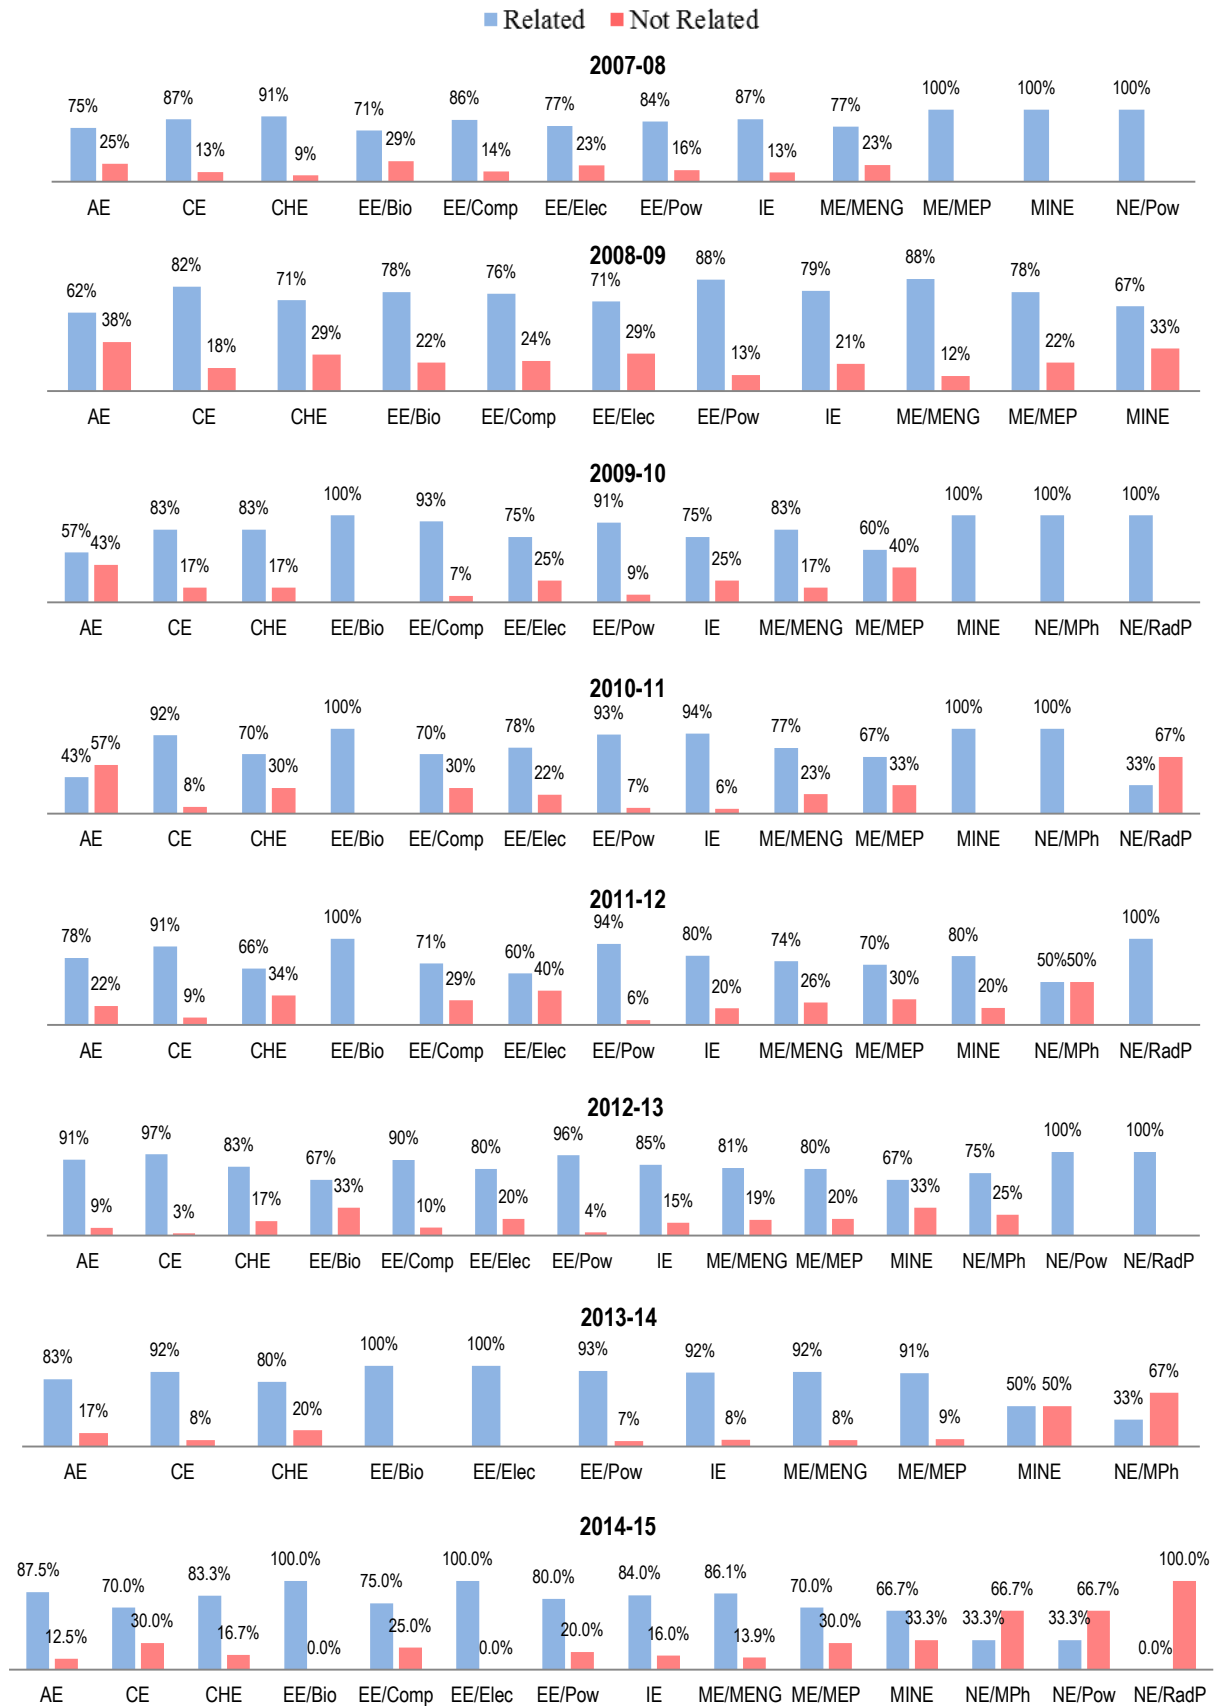 Related Not Related
2007-08
75% 25% 87% 13% 91% 9% 71% 29% 86% 14% 77% 23% 84% 16% 87% 13% 77% 23% 100% 100% 100%
AE CE CHE EE/Bio EE/Comp EE/Elec EE/Pow IE ME/MENG ME/MEP MINE NE/Pow
2008-09
62% 38% 82% 18% 71% 29% 78% 22% 76% 24% 71% 29% 88% 13% 79% 21% 88% 12% 78% 22% 67% 33%
AE CE CHE EE/Bio EE/Comp EE/Elec EE/Pow IE ME/MENG ME/MEP MINE
2009-10
57% 43% 83% 17% 83% 17% 100% 93% 7% 75% 25% 91% 9% 75% 25% 83% 17% 60% 40% 100% 100% 100%
AE CE CHE EE/Bio EE/Comp EE/Elec EE/Pow IE ME/MENG ME/MEP MINE NE/MPh NE/RadP
2010-11
43% 57% 92% 8% 70% 30% 100% 70% 30% 78% 22% 93% 7% 94% 6% 77% 23% 67% 33% 100% 100% 33% 67%
AE CE CHE EE/Bio EE/Comp EE/Elec EE/Pow IE ME/MENG ME/MEP MINE NE/MPh NE/RadP
2011-12
78% 22% 91% 9% 66% 34% 100% 71% 29% 60% 40% 94% 6% 80% 20% 74% 26% 70% 30% 80% 20% 50% 50% 100%
AE CE CHE EE/Bio EE/Comp EE/Elec EE/Pow IE ME/MENG ME/MEP MINE NE/MPh NE/RadP
2012-13
91% 9% 97% 3% 83% 17% 67% 33% 90% 10% 80% 20% 96% 4% 85% 15% 81% 19% 80% 20% 67% 33% 75% 25% 100% 100%
AE CE CHE EE/Bio EE/Comp EE/Elec EE/Pow IE ME/MENG ME/MEP MINE NE/MPh NE/Pow NE/RadP
2013-14
83% 17% 92% 8% 80% 20% 100% 100% 93% 7% 92% 8% 92% 8% 91% 9% 50% 50% 33% 67%
AE CE CHE EE/Bio EE/Elec EE/Pow IE ME/MENG ME/MEP MINE NE/MPh
2014-15
87.5% 12.5% 70.0% 30.0% 83.3% 16.7% 100.0% 0.0% 75.0% 25.0% 100.0% 0.0% 80.0% 20.0% 84.0% 16.0% 86.1% 13.9% 70.0% 30.0% 66.7% 33.3% 33.3% 66.7% 33.3% 66.7% 0.0% 100.0%
AE CE CHE EE/Bio EE/Comp EE/Elec EE/Pow IE ME/MENG ME/MEP MINE NE/MPh NE/Pow NE/RadP